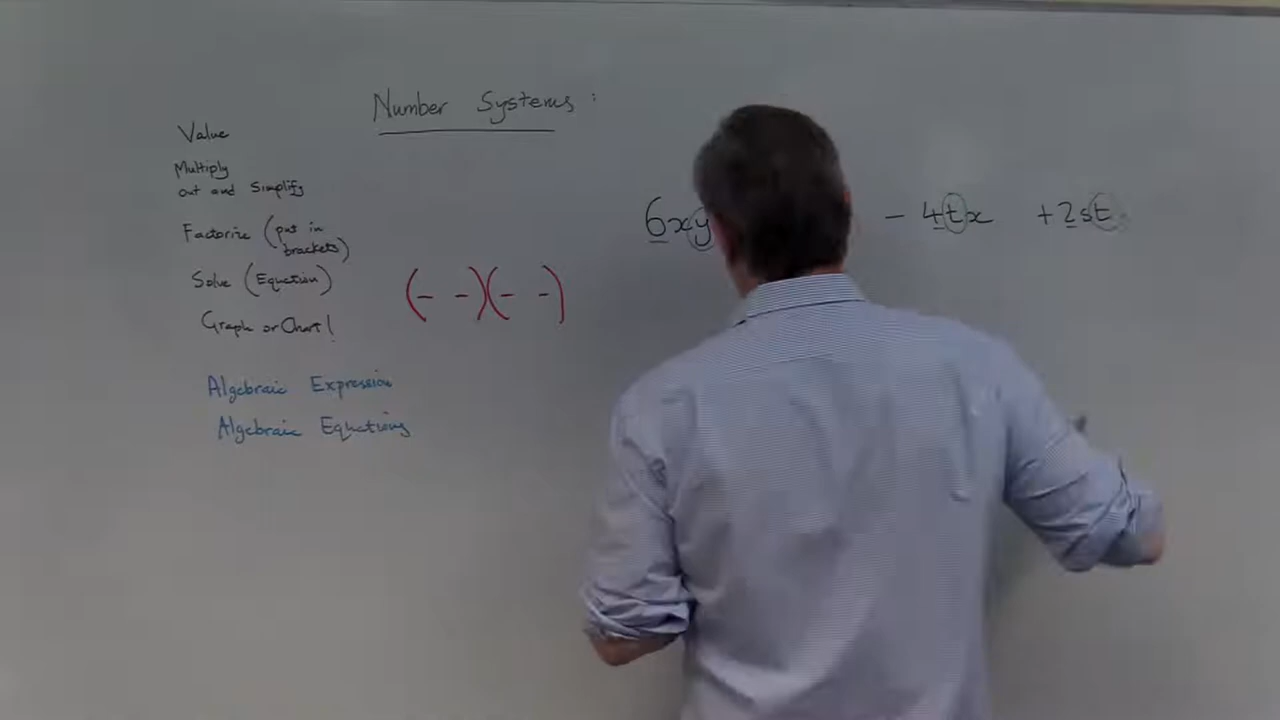 Number Systems :
Value
Multiply
out and Simplify
Factorize (put in
brackets)
Solve (Equation)
Graph or Chart!
Algebraic Expression
Algebraic Equations
(- -)(- -)
6xy - 4tx + 2st